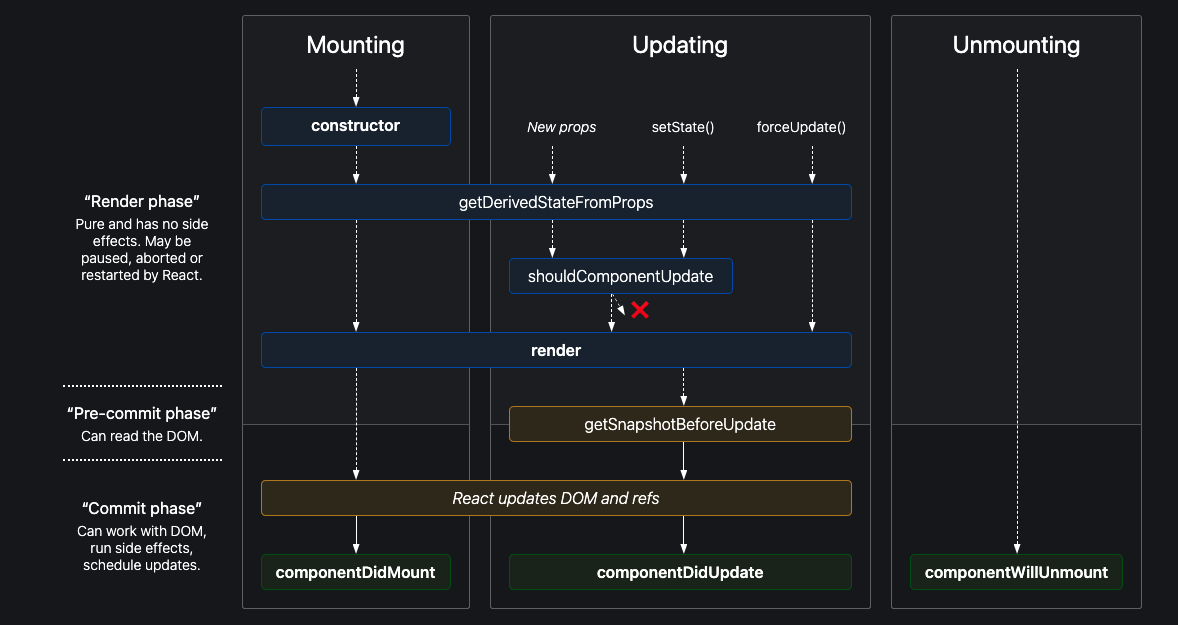 Mounting
Updating
Unmounting
constructor
New props
setState()
forceUpdate()
“Render phase”
Pure and has no side
effects. May be
paused, aborted or
restarted by React.
getDerivedStateFromProps
shouldComponentUpdate
render
“Pre-commit phase”
Can read the DOM.
getSnapshotBeforeUpdate
“Commit phase”
Can work with DOM,
run side effects,
schedule updates.
React updates DOM and refs
componentDidMount
componentDidUpdate
componentWillUnmount